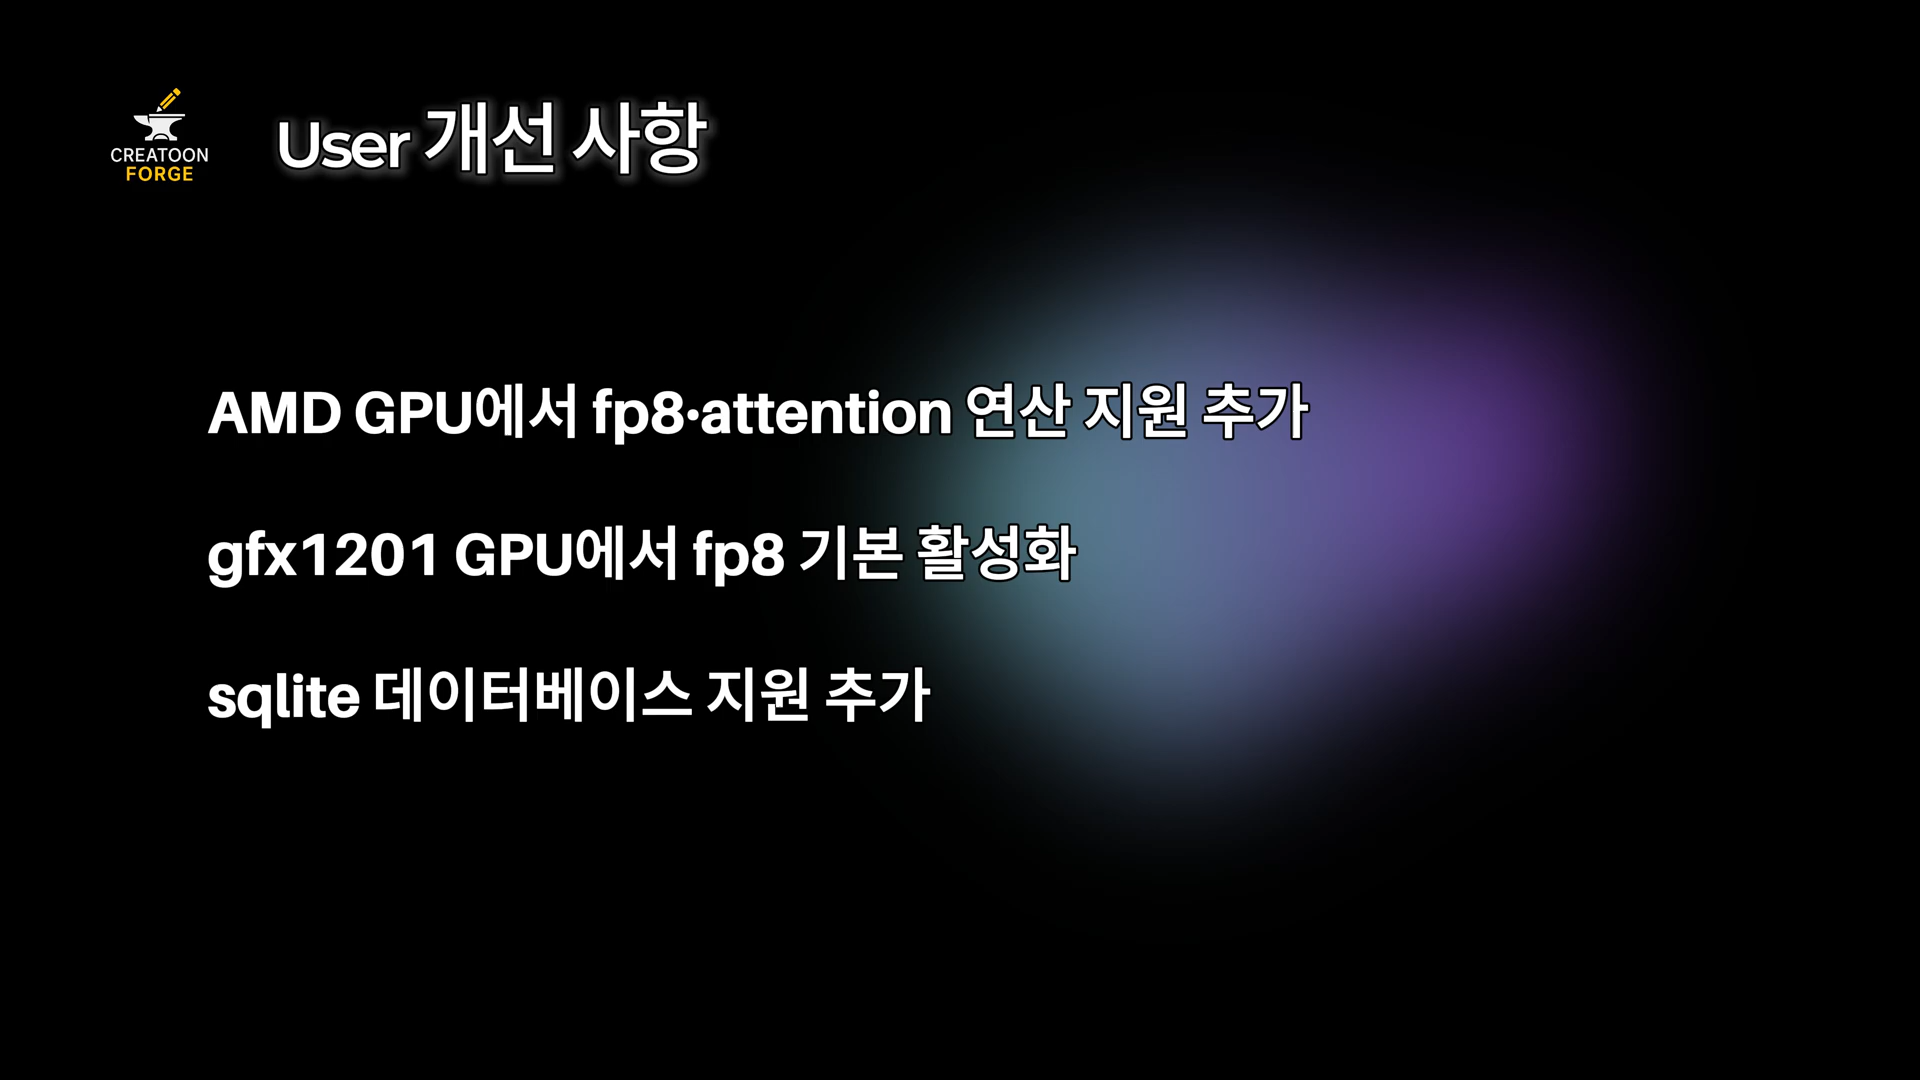 CREATOON
FORGE
User 개선 사항
AMD GPU에서 fp8·attention 연산 지원 추가
gfx1201 GPU에서 fp8 기본 활성화
sqlite 데이터베이스 지원 추가